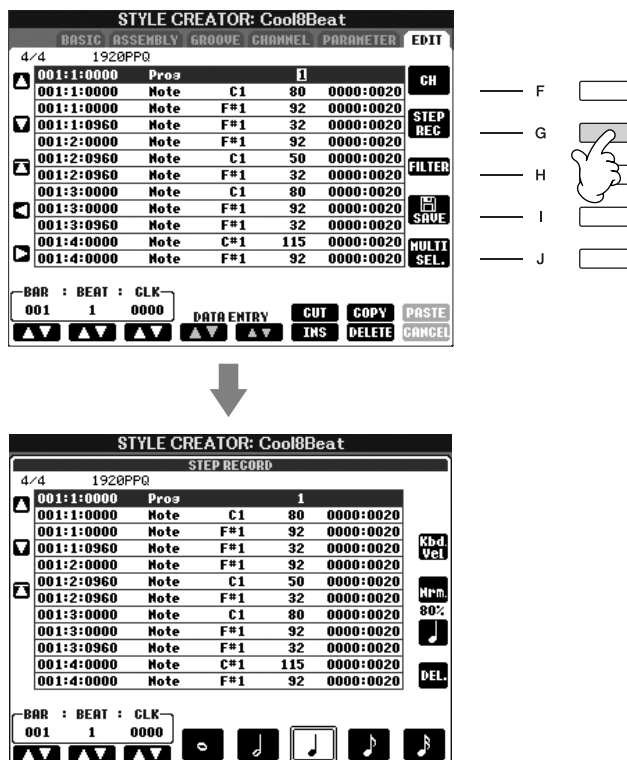 STYLE CREATOR: Cool8Beat
BASIC ASSEMBLY GROOVE CHANNEL PARAMETER EDIT
4/4 1920PPQ
001:1:0000 Prog 1
001:1:0000 Note C1 80 0000:0020
001:1:0000 Note F#1 92 0000:0020
001:1:0960 Note F#1 32 0000:0020
001:2:0000 Note F#1 92 0000:0020
001:2:0960 Note C1 50 0000:0020
001:2:0960 Note F#1 32 0000:0020
001:3:0000 Note C1 80 0000:0020
001:3:0000 Note F#1 92 0000:0020
001:3:0960 Note F#1 32 0000:0020
001:4:0000 Note C#1 115 0000:0020
001:4:0000 Note F#1 92 0000:0020
CH
STEP
REC
FILTER
SAVE
MULTI
SEL.
F
G
H
I
J
BAR : BEAT : CLK
001 1 0000
DATA ENTRY
CUT COPY PASTE
INS DELETE CANCEL
STYLE CREATOR: Cool8Beat
STEP RECORD
4/4 1920PPQ
001:1:0000 Prog 1
001:1:0000 Note C1 80 0000:0020
001:1:0000 Note F#1 92 0000:0020
001:1:0960 Note F#1 32 0000:0020
001:2:0000 Note F#1 92 0000:0020
001:2:0960 Note C1 50 0000:0020
001:2:0960 Note F#1 32 0000:0020
001:3:0000 Note C1 80 0000:0020
001:3:0000 Note F#1 92 0000:0020
001:3:0960 Note F#1 32 0000:0020
001:4:0000 Note C#1 115 0000:0020
001:4:0000 Note F#1 92 0000:0020
Kbd.
Vel
Nrm.
80%
DEL.
BAR : BEAT : CLK
001 1 0000